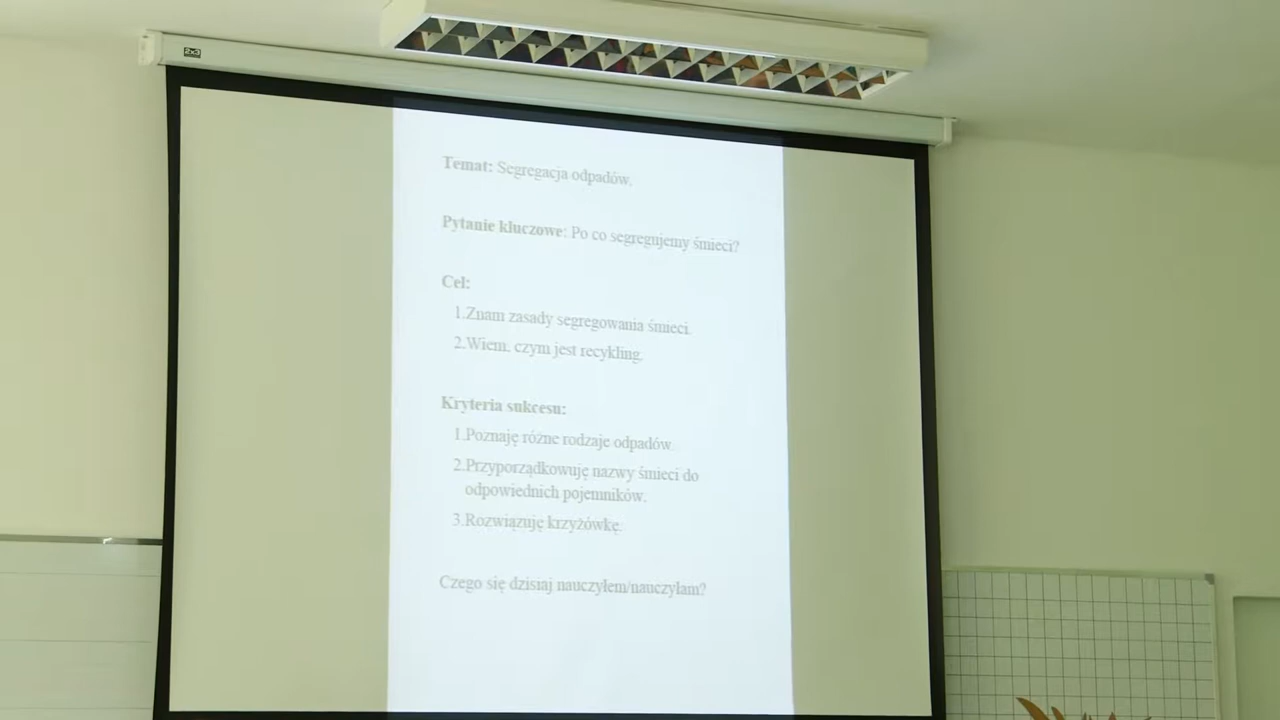 2x3
Temat: Segregacja odpadów.
Pytanie kluczowe: Po co segregujemy śmieci?
Cel:
1.Znam zasady segregowania śmieci.
2.Wiem, czym jest recykling.
Kryteria sukcesu:
1.Poznaję różne rodzaje odpadów.
2.Przyporządkowuję nazwy śmieci do
odpowiednich pojemników.
3.Rozwiązuję krzyżówkę.
Czego się dzisiaj nauczyłem/nauczyłam?